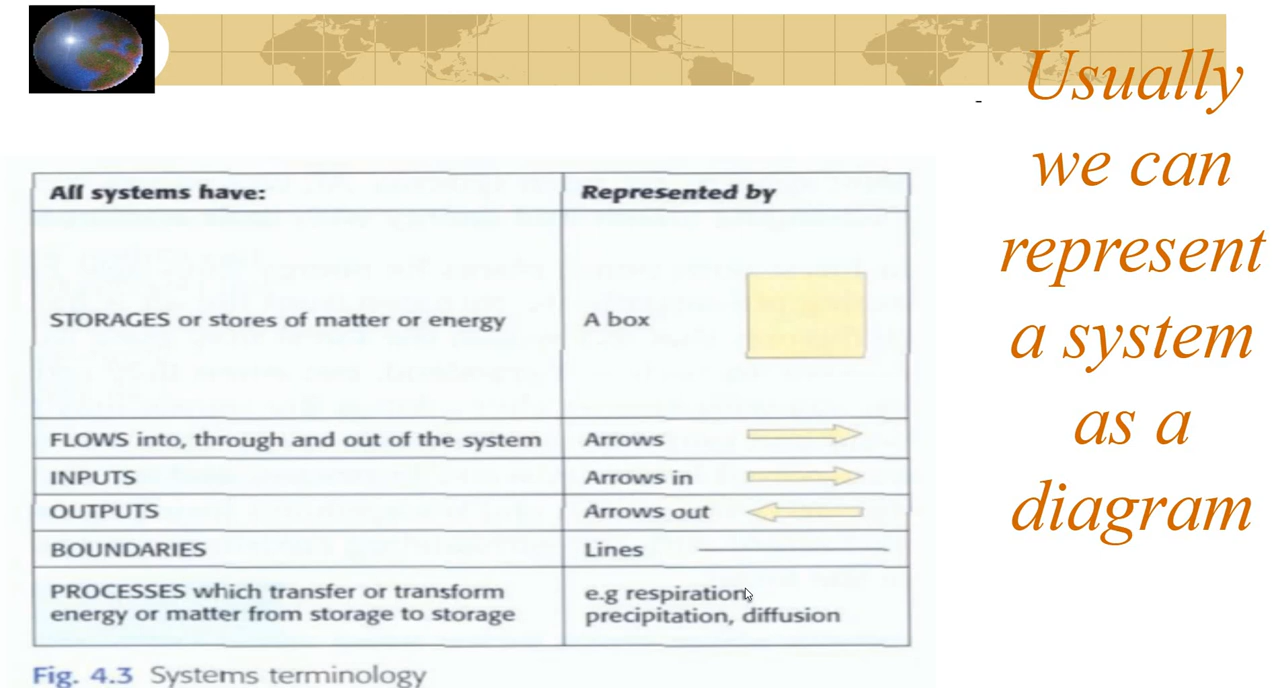 Usually
we can
represent
a system
as a
diagram
-
All systems have: Represented by
STORAGES or stores of matter or energy A box
FLOWS into, through and out of the system Arrows
INPUTS Arrows in
OUTPUTS Arrows out
BOUNDARIES Lines
PROCESSES which transfer or transform
energy or matter from storage to storage
e.g respiration,
precipitation, diffusion
Fig. 4.3 Systems terminology